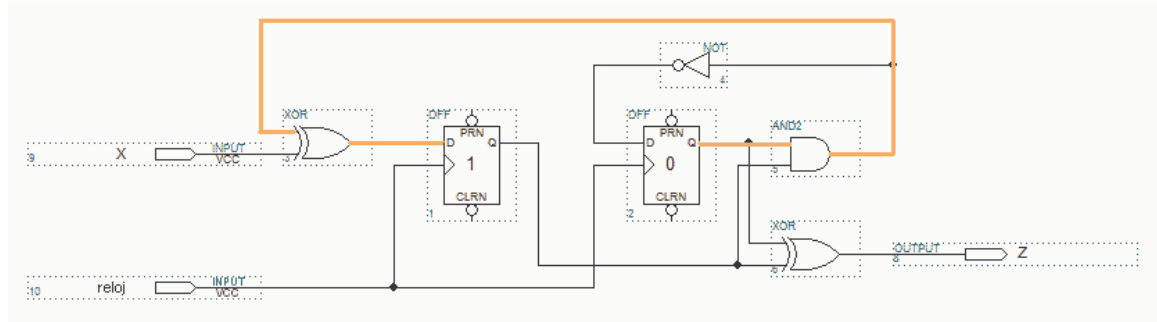 NOT
4
XOR
3
DFF
PRN
D
Q
1
CLRN
1
DFF
PRN
D
Q
0
CLRN
2
AND2
5
9
X
INPUT
VCC
XOR
6
OUTPUT
8
Z
10
reloj
INPUT
VCC